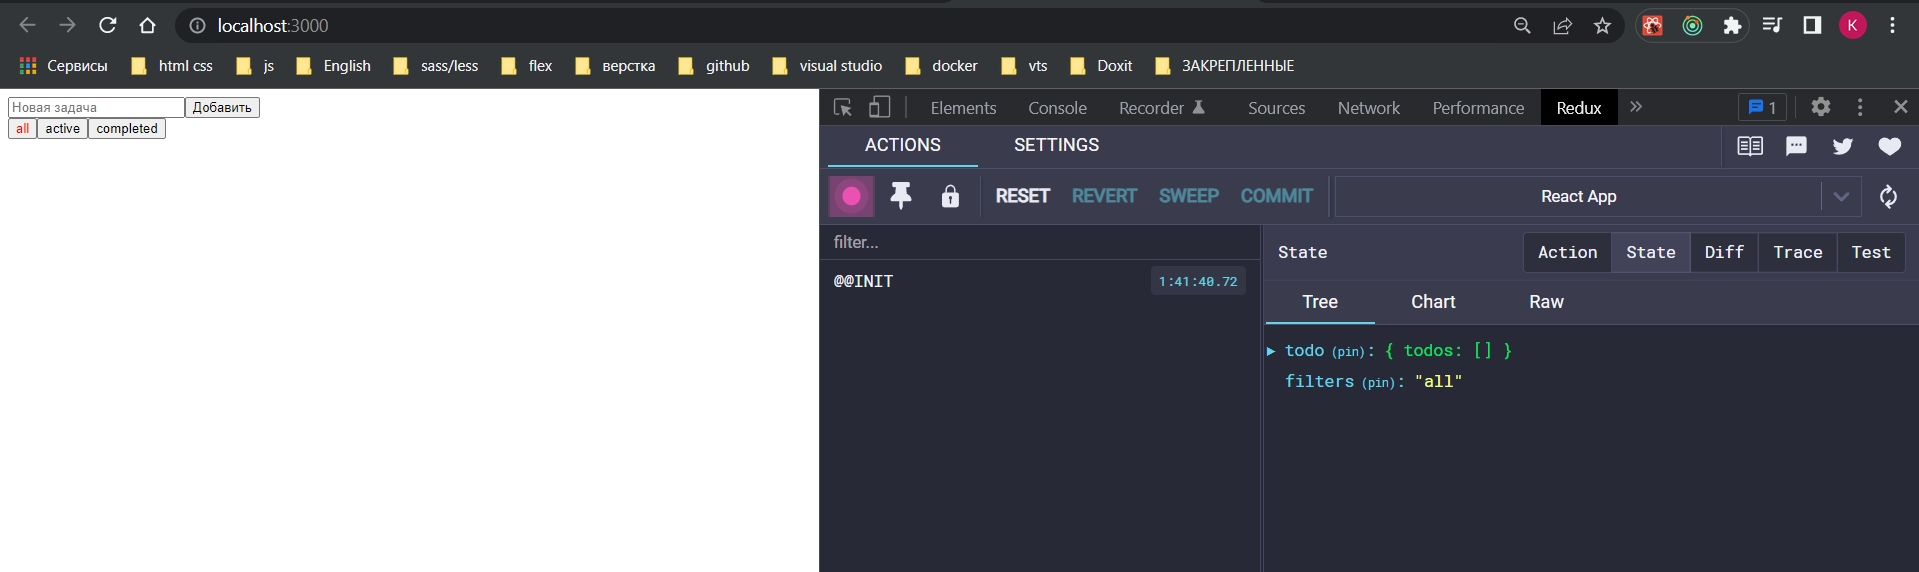 localhost:3000
K
Сервисы html css js English sass/less flex верстка github visual studio docker vts Doxit ЗАКРЕПЛЕННЫЕ
Новая задача Добавить
all active completed
Elements Console Recorder Sources Network Performance Redux » 1
ACTIONS SETTINGS
RESET REVERT SWEEP COMMIT React App
filter...
@@INIT 1:41:40.72
State Action State Diff Trace Test
Tree Chart Raw
todo (pin): { todos: [] }
filters (pin): "all"